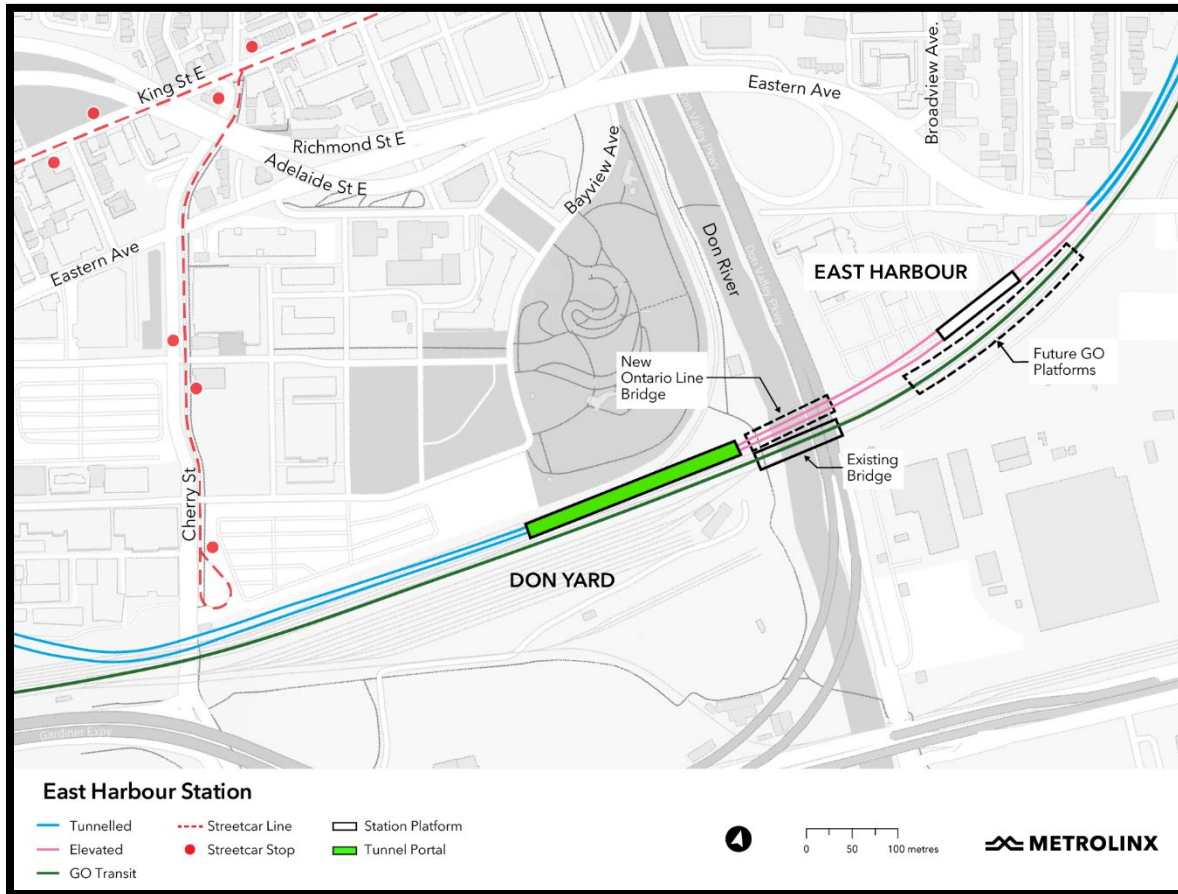 King St E
Richmond St E
Adelaide St E
Eastern Ave
Bayview Ave
Don River
Don Valley Pkwy
Don Valley Pkwy
Eastern Ave
Broadview Ave.
EAST HARBOUR
New
Ontario Line
Bridge
Future GO
Platforms
Existing
Bridge
Cherry St
DON YARD
Gardiner Expy
East Harbour Station
Tunnelled
Elevated
GO Transit
Streetcar Line
Streetcar Stop
Station Platform
Tunnel Portal
0 50 100 metres
METROLINX